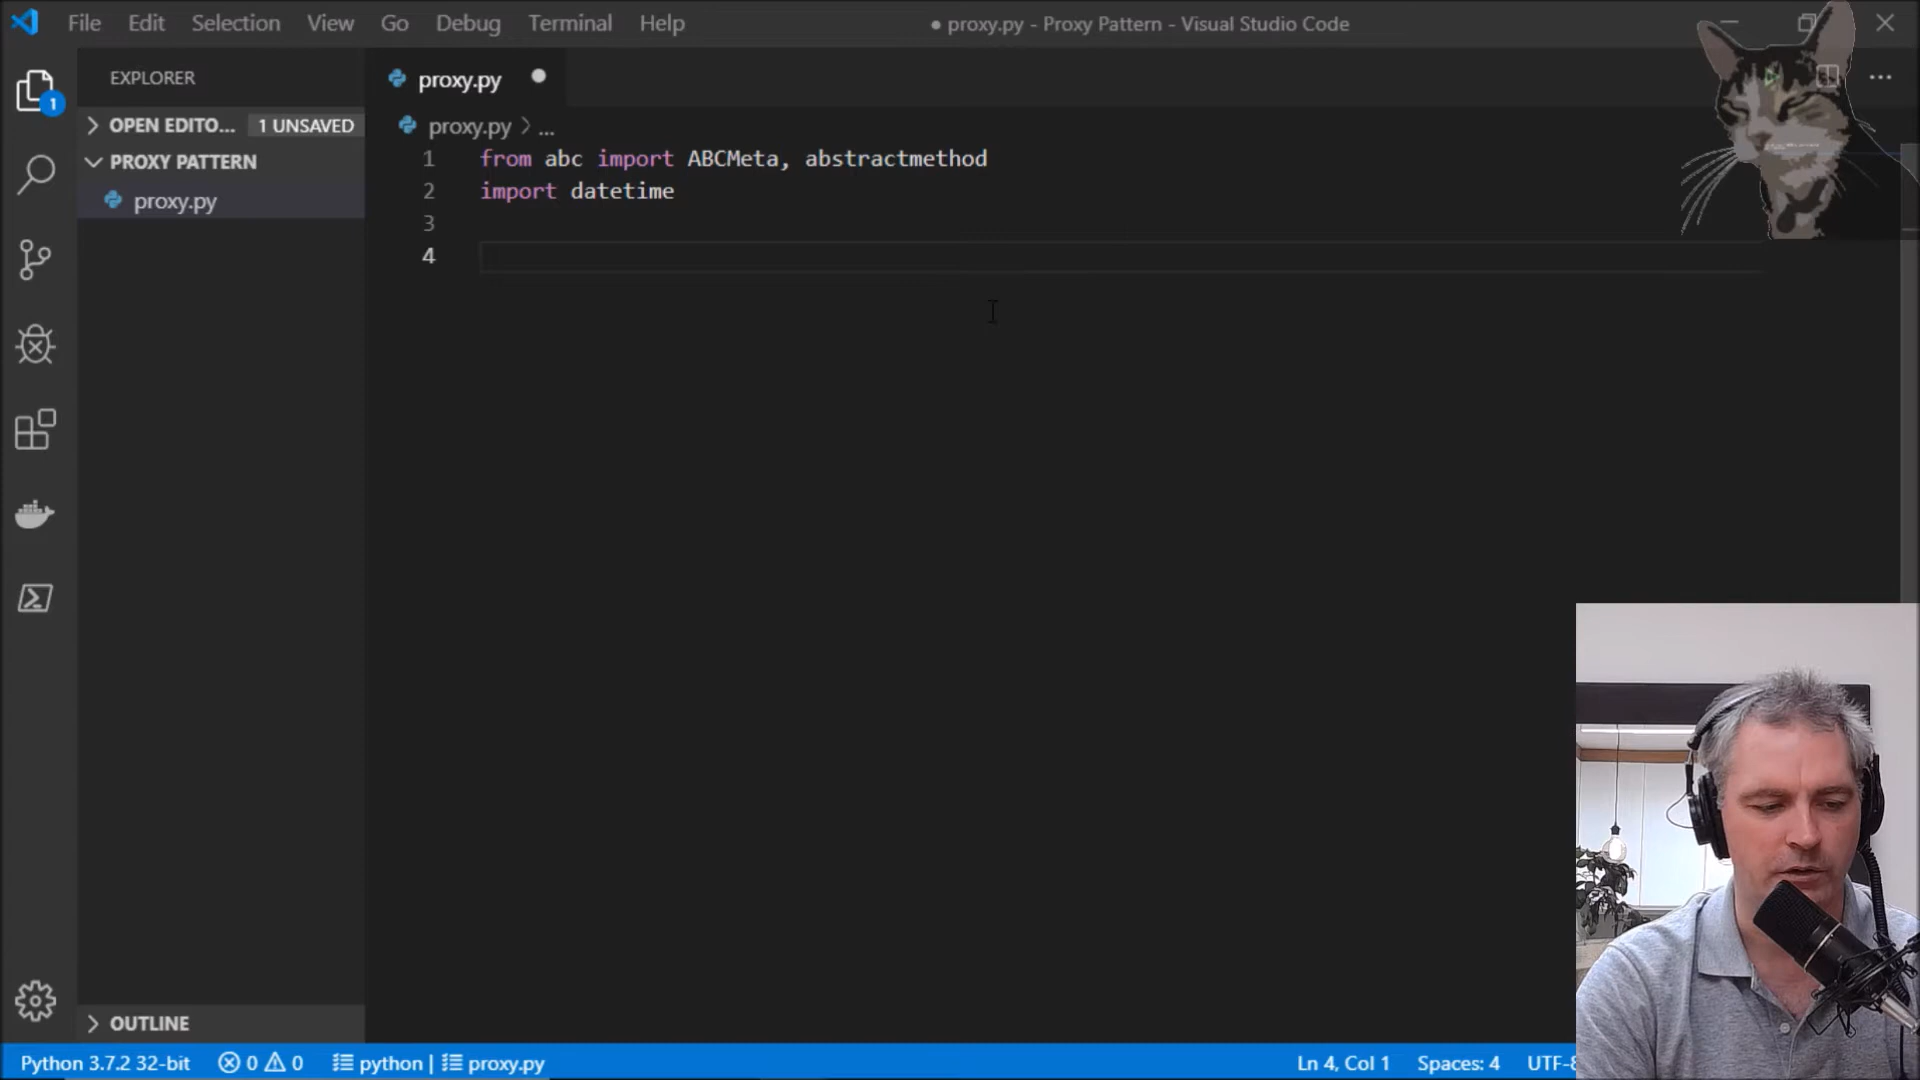 File Edit Selection View Go Debug Terminal Help
● proxy.py - Proxy Pattern - Visual Studio Code
EXPLORER
OPEN EDITO... 1 UNSAVED
PROXY PATTERN
proxy.py
1
proxy.py
proxy.py > ...
1 from abc import ABCMeta, abstractmethod
2 import datetime
3
4
OUTLINE
Python 3.7.2 32-bit 0 0 python | proxy.py
Ln 4, Col 1 Spaces: 4 UTF-8